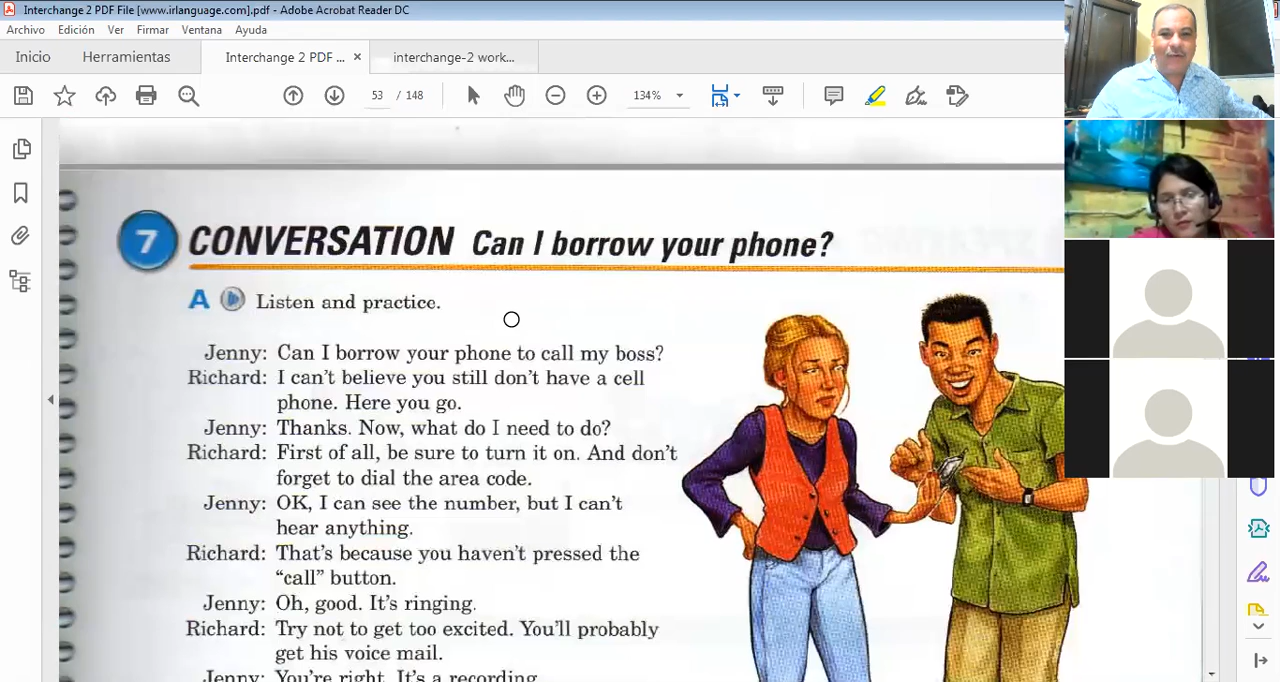 Interchange 2 PDF File [www.irlanguage.com].pdf - Adobe Acrobat Reader DC
Archivo Edición Ver Firmar Ventana Ayuda
Inicio Herramientas Interchange 2 PDF ... × interchange-2 work...
53 / 148 134%
7 CONVERSATION Can I borrow your phone?
A Listen and practice.
Jenny: Can I borrow your phone to call my boss?
Richard: I can't believe you still don't have a cell
phone. Here you go.
Jenny: Thanks. Now, what do I need to do?
Richard: First of all, be sure to turn it on. And don't
forget to dial the area code.
Jenny: OK, I can see the number, but I can't
hear anything.
Richard: That's because you haven't pressed the
"call" button.
Jenny: Oh, good. It's ringing.
Richard: Try not to get too excited. You'll probably
get his voice mail.
Jenny: You're right. It's a recording.